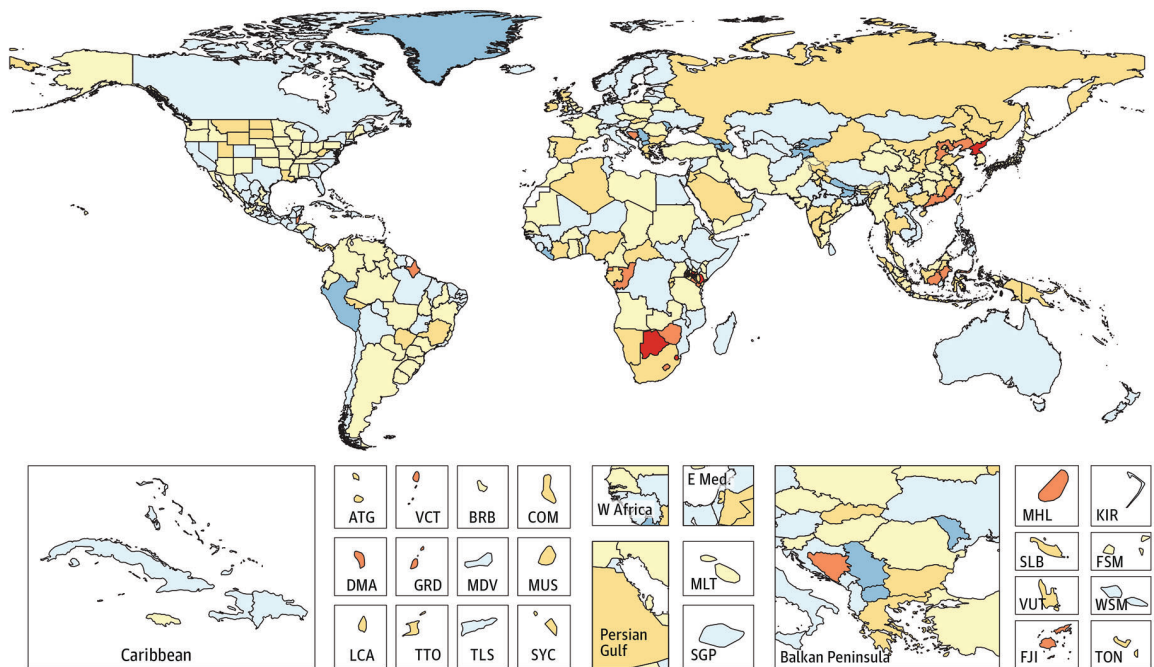 Caribbean
ATG
VCT
BRB
COM
DMA
GRD
MDV
MUS
LCA
TTO
TLS
SYC
W Africa
E Med.
Persian
Gulf
MLT
SGP
Balkan Peninsula
MHL
KIR
SLB
FSM
VUT
WSM
FJI
TON